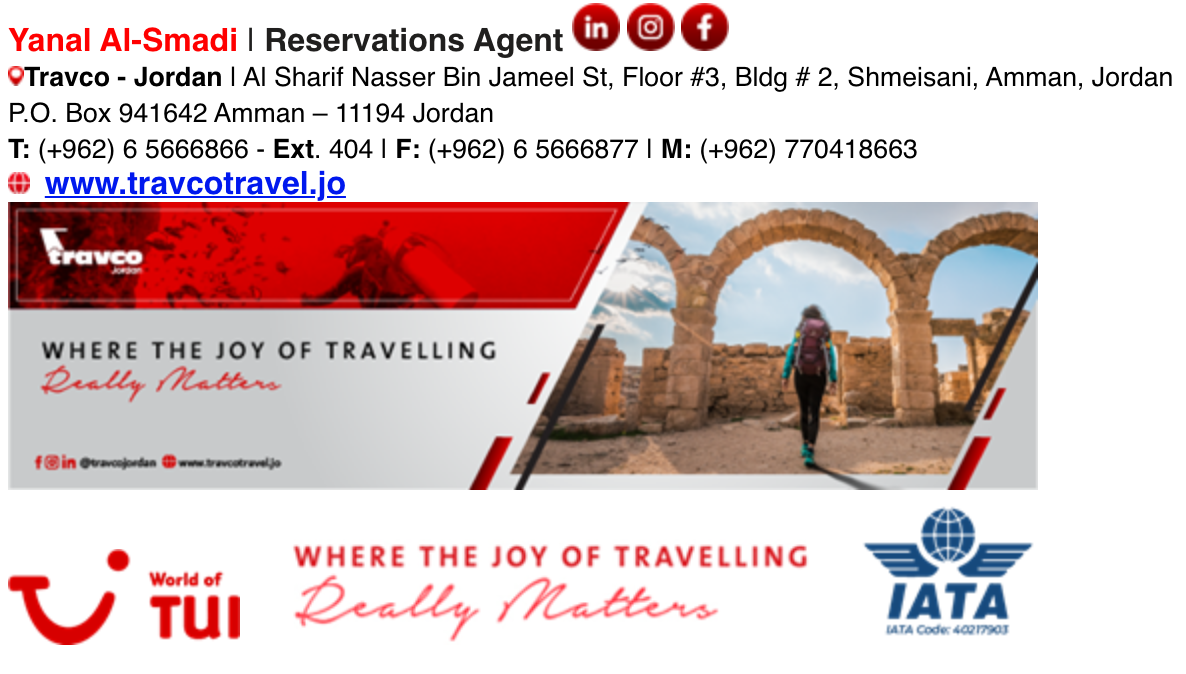 Yanal Al-Smadi | Reservations Agent in f
Travco - Jordan | Al Sharif Nasser Bin Jameel St, Floor #3, Bldg # 2, Shmeisani, Amman, Jordan
P.O. Box 941642 Amman – 11194 Jordan
T: (+962) 6 5666866 - Ext. 404 | F: (+962) 6 5666877 | M: (+962) 770418663
www.travcotravel.jo
travco
Jordan
WHERE THE JOY OF TRAVELLING
Really Matters
f in @travcojordan www.travcotravel.jo
World of
TUI
WHERE THE JOY OF TRAVELLING
Really Matters
IATA
IATA Code: 40217903